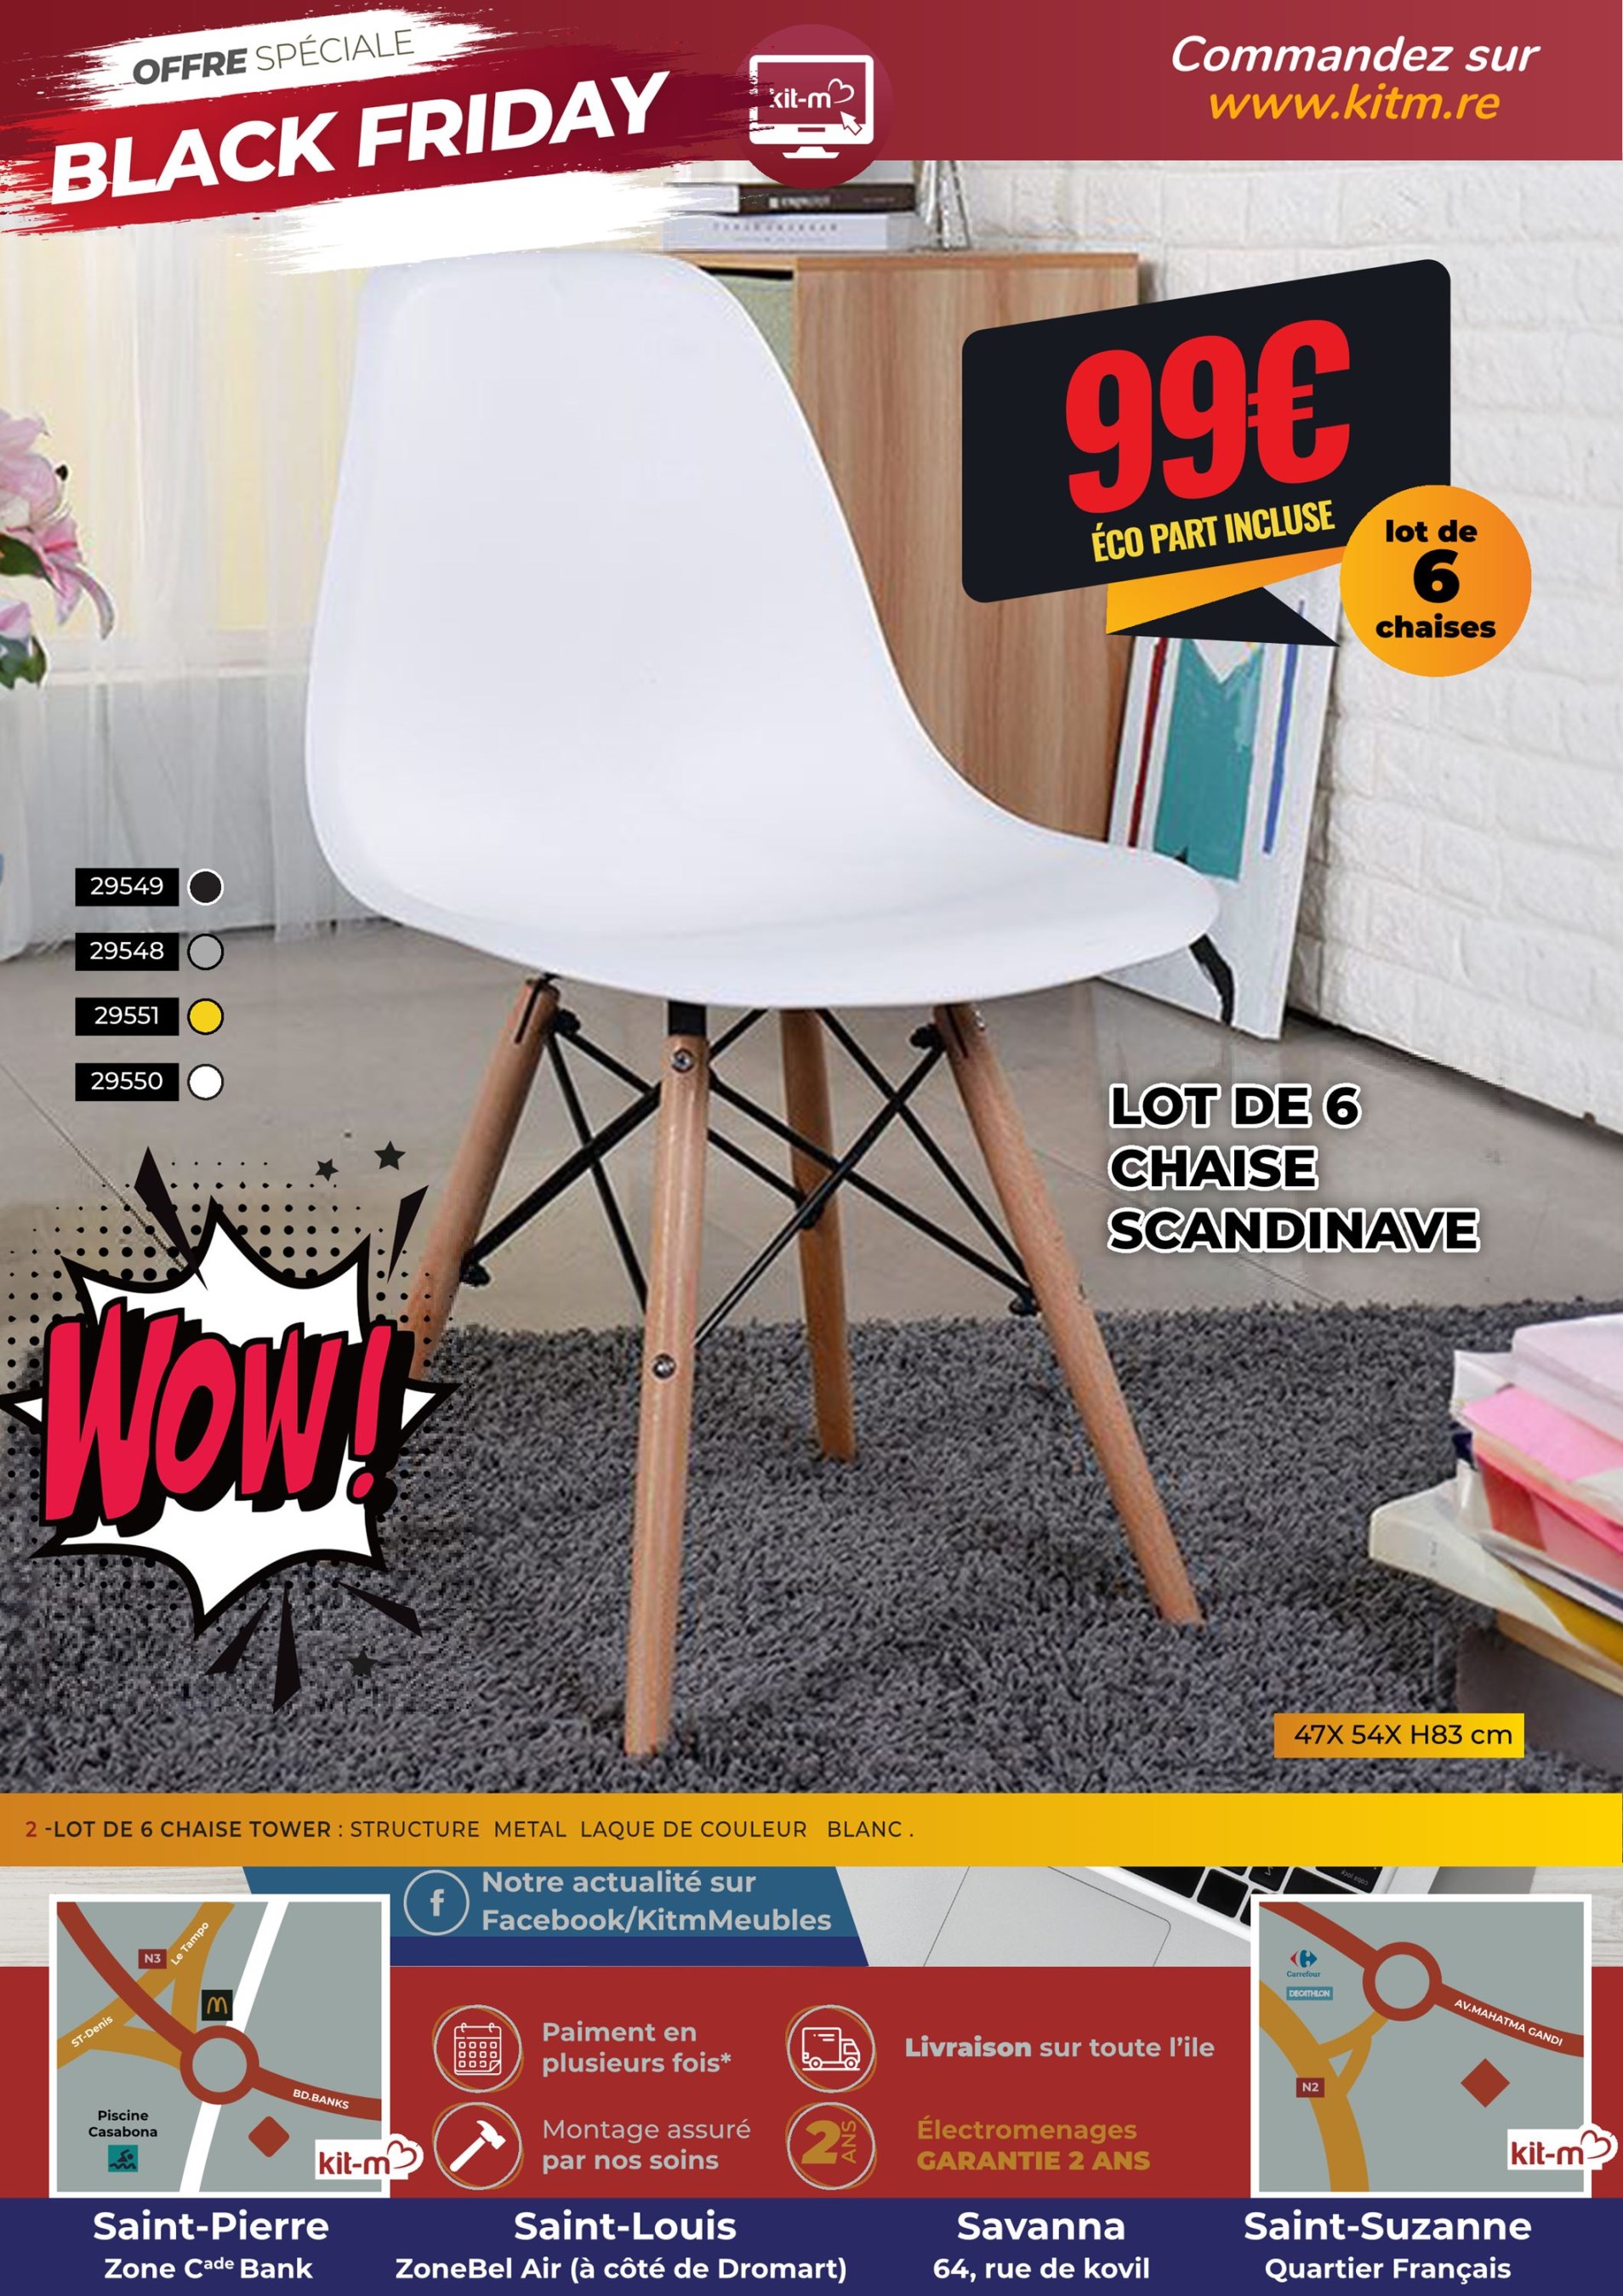 OFFRE SPÉCIALE
BLACK FRIDAY
kit-m
Commandez sur
www.kitm.re
99€
ÉCO PART INCLUSE
lot de
6
chaises
29549
29548
29551
29550
LOT DE 6
CHAISE
SCANDINAVE
WOW!
47X 54X H83 cm
2 -LOT DE 6 CHAISE TOWER : STRUCTURE METAL LAQUE DE COULEUR BLANC .
Notre actualité sur
Facebook/KitmMeubles
N3
Le Tampo
ST-Denis
BD.BANKS
Piscine
Casabona
kit-m
Paiment en
plusieurs fois*
Livraison sur toute l'ile
Montage assuré
par nos soins
2 ANS
Électromenages
GARANTIE 2 ANS
Carrefour
DECATHLON
AV.MAHATMA GANDI
N2
kit-m
Saint-Pierre
Zone Cade Bank
Saint-Louis
ZoneBel Air (à côté de Dromart)
Savanna
64, rue de kovil
Saint-Suzanne
Quartier Français